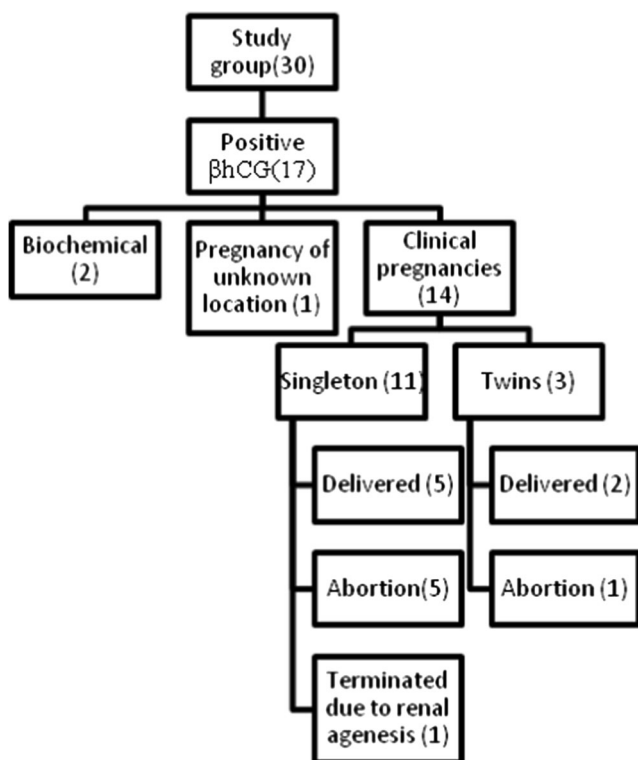 Study
group(30)
Positive
βhCG(17)
Biochemical
(2)
Pregnancy of
unknown
location (1)
Clinical
pregnancies
(14)
Singleton (11)
Twins (3)
Delivered (5)
Delivered (2)
Abortion(5)
Abortion (1)
Terminated
due to renal
agenesis (1)